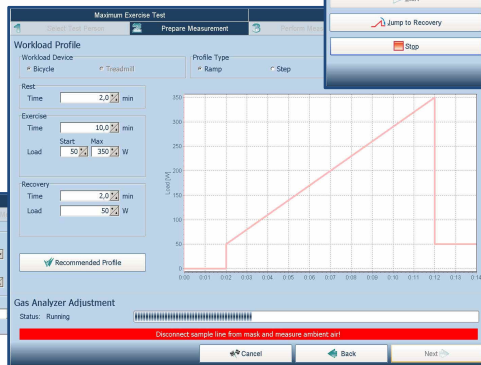 Start
Jump to Recovery
Stop
Maximum Exercise Test
1 Select Test Person 2 Prepare Measurement 3
Workload Profile
Workload Device Profile Type
Bicycle Treadmill Ramp Step
Rest
Time 2,0 min
Exercise
Time 10,0 min
Start Max
Load 50 350 W
Recovery
Time 2,0 min
Load 50 W
Recommended Profile
Load [W]
350
300
250
200
150
100
50
0
0:00 0:01 0:02 0:03 0:04 0:05 0:06 0:07 0:08 0:09 0:10 0:11 0:12 0:13 0:14
Gas Analyzer Adjustment
Status: Running
Disconnect sample line from mask and measure ambient air!
Cancel Back Next